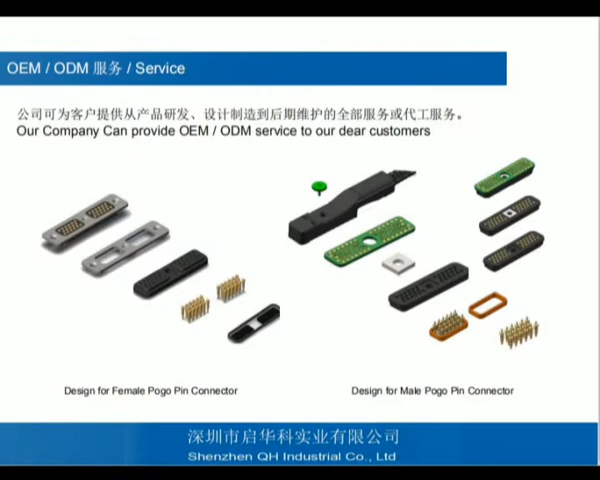 OEM / ODM 服务 / Service
公司可为客户提供从产品研发、设计制造到后期维护的全部服务或代工服务。
Our Company Can provide OEM / ODM service to our dear customers
Design for Female Pogo Pin Connector
Design for Male Pogo Pin Connector
深圳市启华科实业有限公司
Shenzhen QH Industrial Co., Ltd